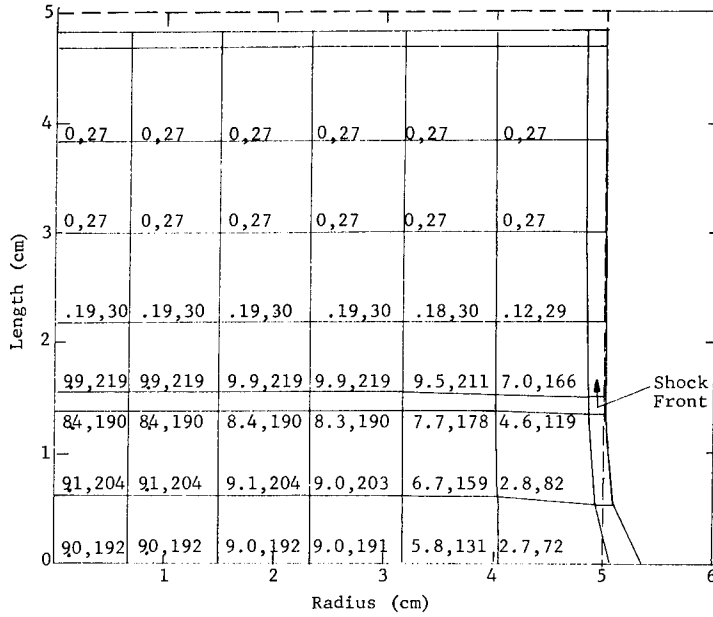 5
4
0,27 0,27 0,27 0,27 0,27 0,27
0,27 0,27 0,27 0,27 0,27 0,27
3
Length (cm)
.19,30 .19,30 .19,30 .19,30 .18,30 .12,29
2
9.9,219 9.9,219 9.9,219 9.9,219 9.5,211 7.0,166
Shock
Front
8.4,190 8.4,190 8.4,190 8.3,190 7.7,178 4.6,119
1
9.1,204 9.1,204 9.1,204 9.0,203 6.7,159 2.8,82
9.0,192 9.0,192 9.0,192 9.0,191 5.8,131 2.7,72
0
1 2 3 4 5 6
Radius (cm)